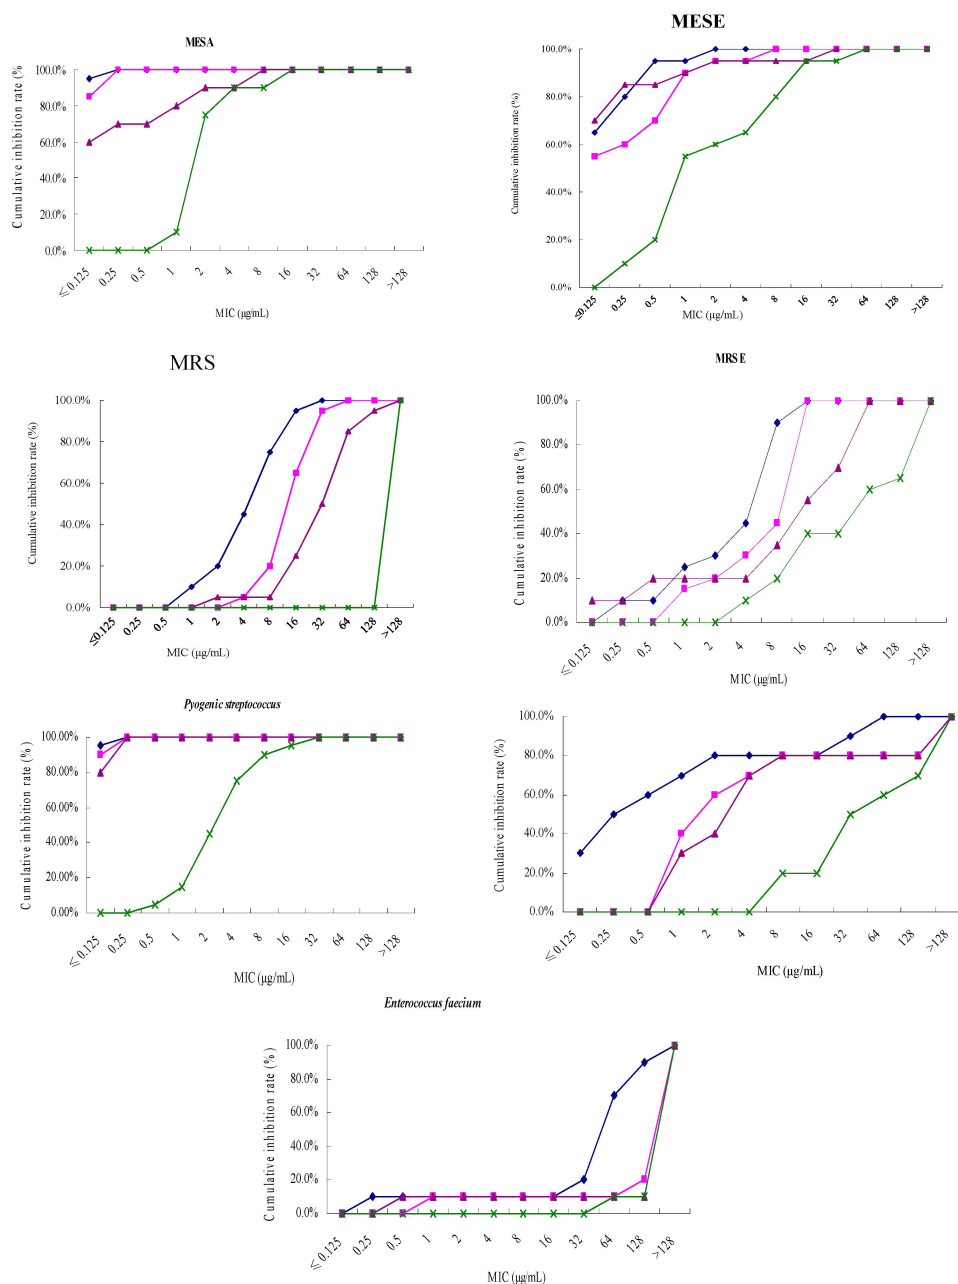 MESA
Cumulative inhibition rate (%
100.0%
80.0%
60.0%
40.0%
20.0%
0.0%
≤ 0.125 0.25 0.5 1 2 4 8 16 32 64 128 >128
MIC (μg/mL)
MESE
Cumulative inhibition rate (%)
100.0%
80.0%
60.0%
40.0%
20.0%
0.0%
≤0.125 0.25 0.5 1 2 4 8 16 32 64 128 >128
MIC (μg/mL)
MRS
Cumulative inhibition rate (%)
100.0%
80.0%
60.0%
40.0%
20.0%
0.0%
≤0.125 0.25 0.5 1 2 4 8 16 32 64 128 >128
MIC (μg/mL)
MRSE
Cumulative inhibition rate (%)
100.0%
80.0%
60.0%
40.0%
20.0%
0.0%
≤ 0.125 0.25 0.5 1 2 4 8 16 32 64 128 >128
MIC (μg/mL)
Pyogenic streptococcus
Cumulative inhibition rate (%)
100.00%
80.00%
60.00%
40.00%
20.00%
0.00%
≤ 0.125 0.25 0.5 1 2 4 8 16 32 64 128 >128
MIC (μg/mL)
Cumulative inhibition rate (%)
100.0%
80.0%
60.0%
40.0%
20.0%
0.0%
≤ 0.125 0.25 0.5 1 2 4 8 16 32 64 128 >128
MIC (μg/mL)
Enterococcus faecium
Cumulative inhibition rate (%)
100.0%
80.0%
60.0%
40.0%
20.0%
0.0%
≤ 0.125 0.25 0.5 1 2 4 8 16 32 64 128 >128
MIC (μg/mL)